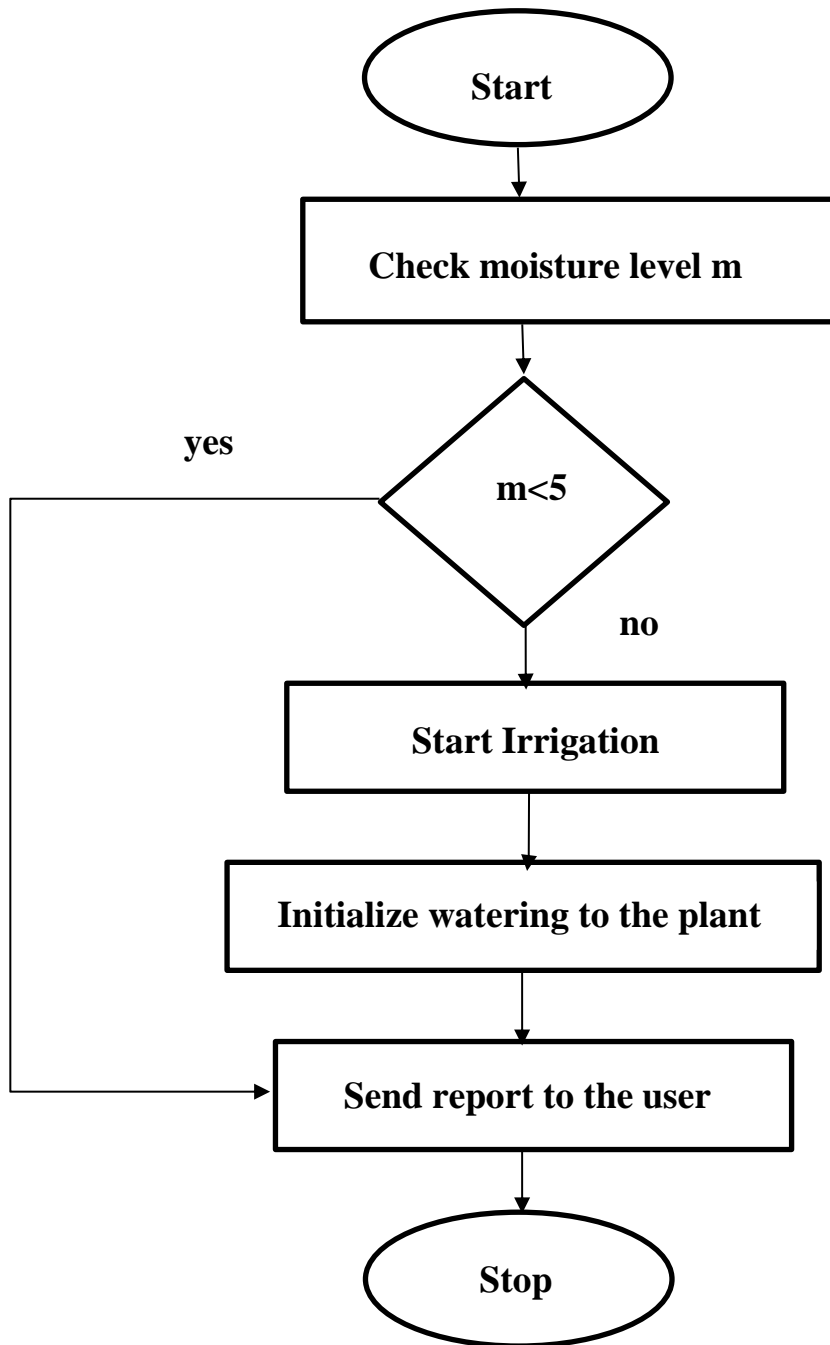 Start
Check moisture level m
yes
m<5
no
Start Irrigation
Initialize watering to the plant
Send report to the user
Stop